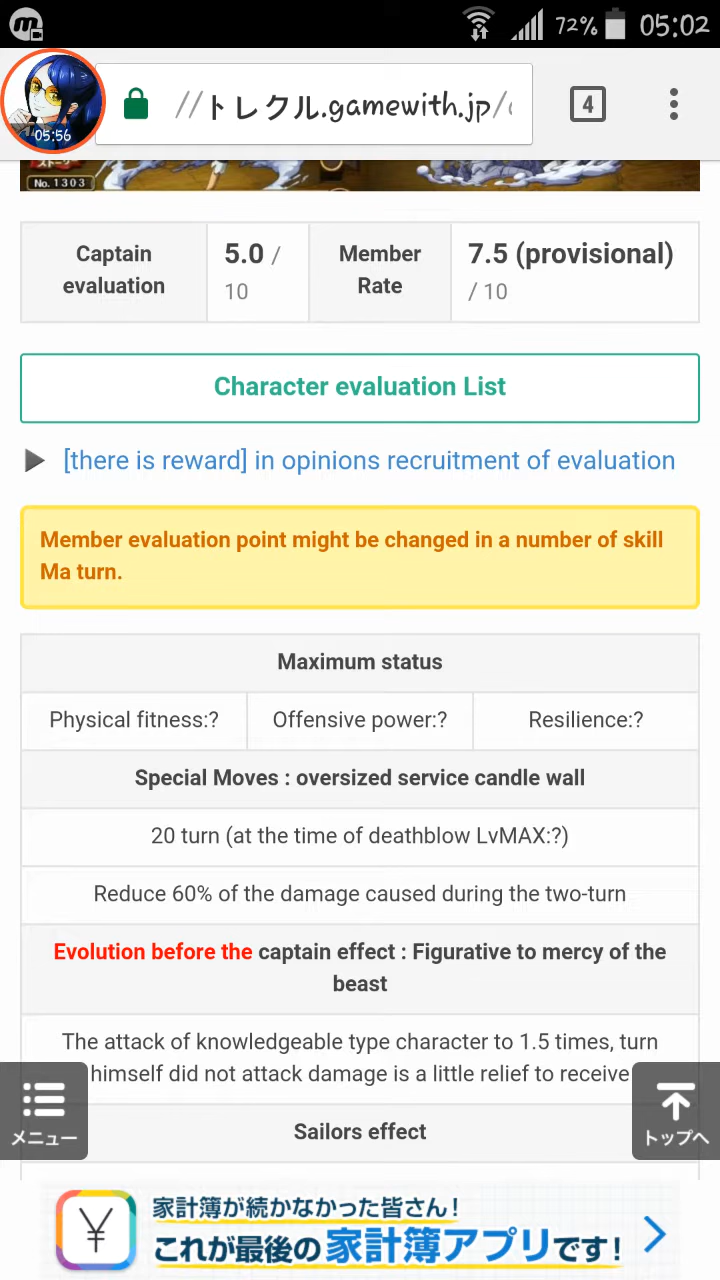 72% 05:02
05:56
//トレクル.gamewith.jp/
4
No.1303
Captain evaluation
5.0 / 10
Member Rate
7.5 (provisional) / 10
Character evaluation List
[there is reward] in opinions recruitment of evaluation
Member evaluation point might be changed in a number of skill
Ma turn.
Maximum status
Physical fitness:? Offensive power:? Resilience:?
Special Moves : oversized service candle wall
20 turn (at the time of deathblow LvMAX:?)
Reduce 60% of the damage caused during the two-turn
Evolution before the captain effect : Figurative to mercy of the
beast
The attack of knowledgeable type character to 1.5 times, turn
himself did not attack damage is a little relief to receive
Sailors effect
メニュー
トップへ
家計簿が続かなかった皆さん!
これが最後の家計簿アプリです!